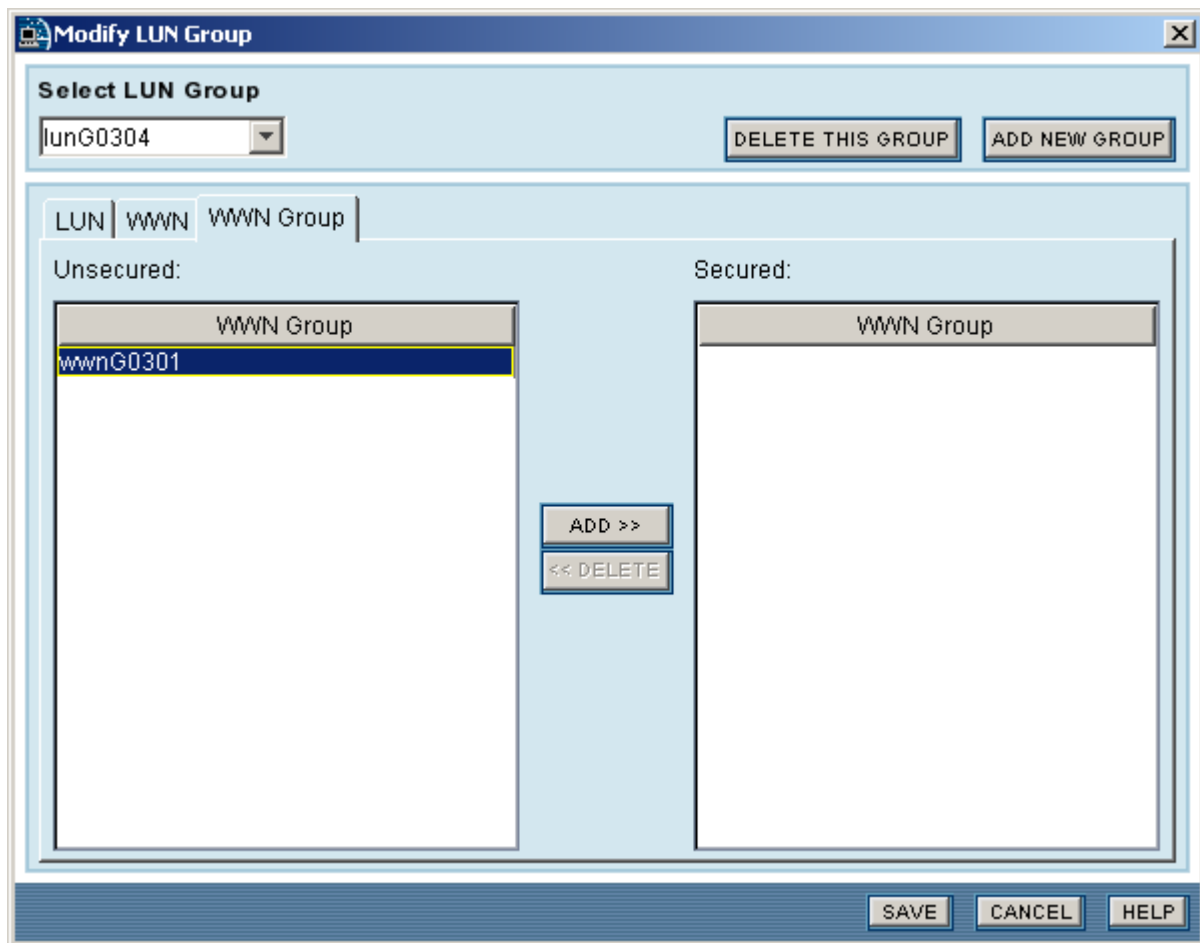 Modify LUN Group
Select LUN Group
lunG0304
DELETE THIS GROUP ADD NEW GROUP
LUN WWN WWN Group
Unsecured: Secured:
WWN Group WWN Group
wwnG0301
ADD >>
<< DELETE
SAVE CANCEL HELP